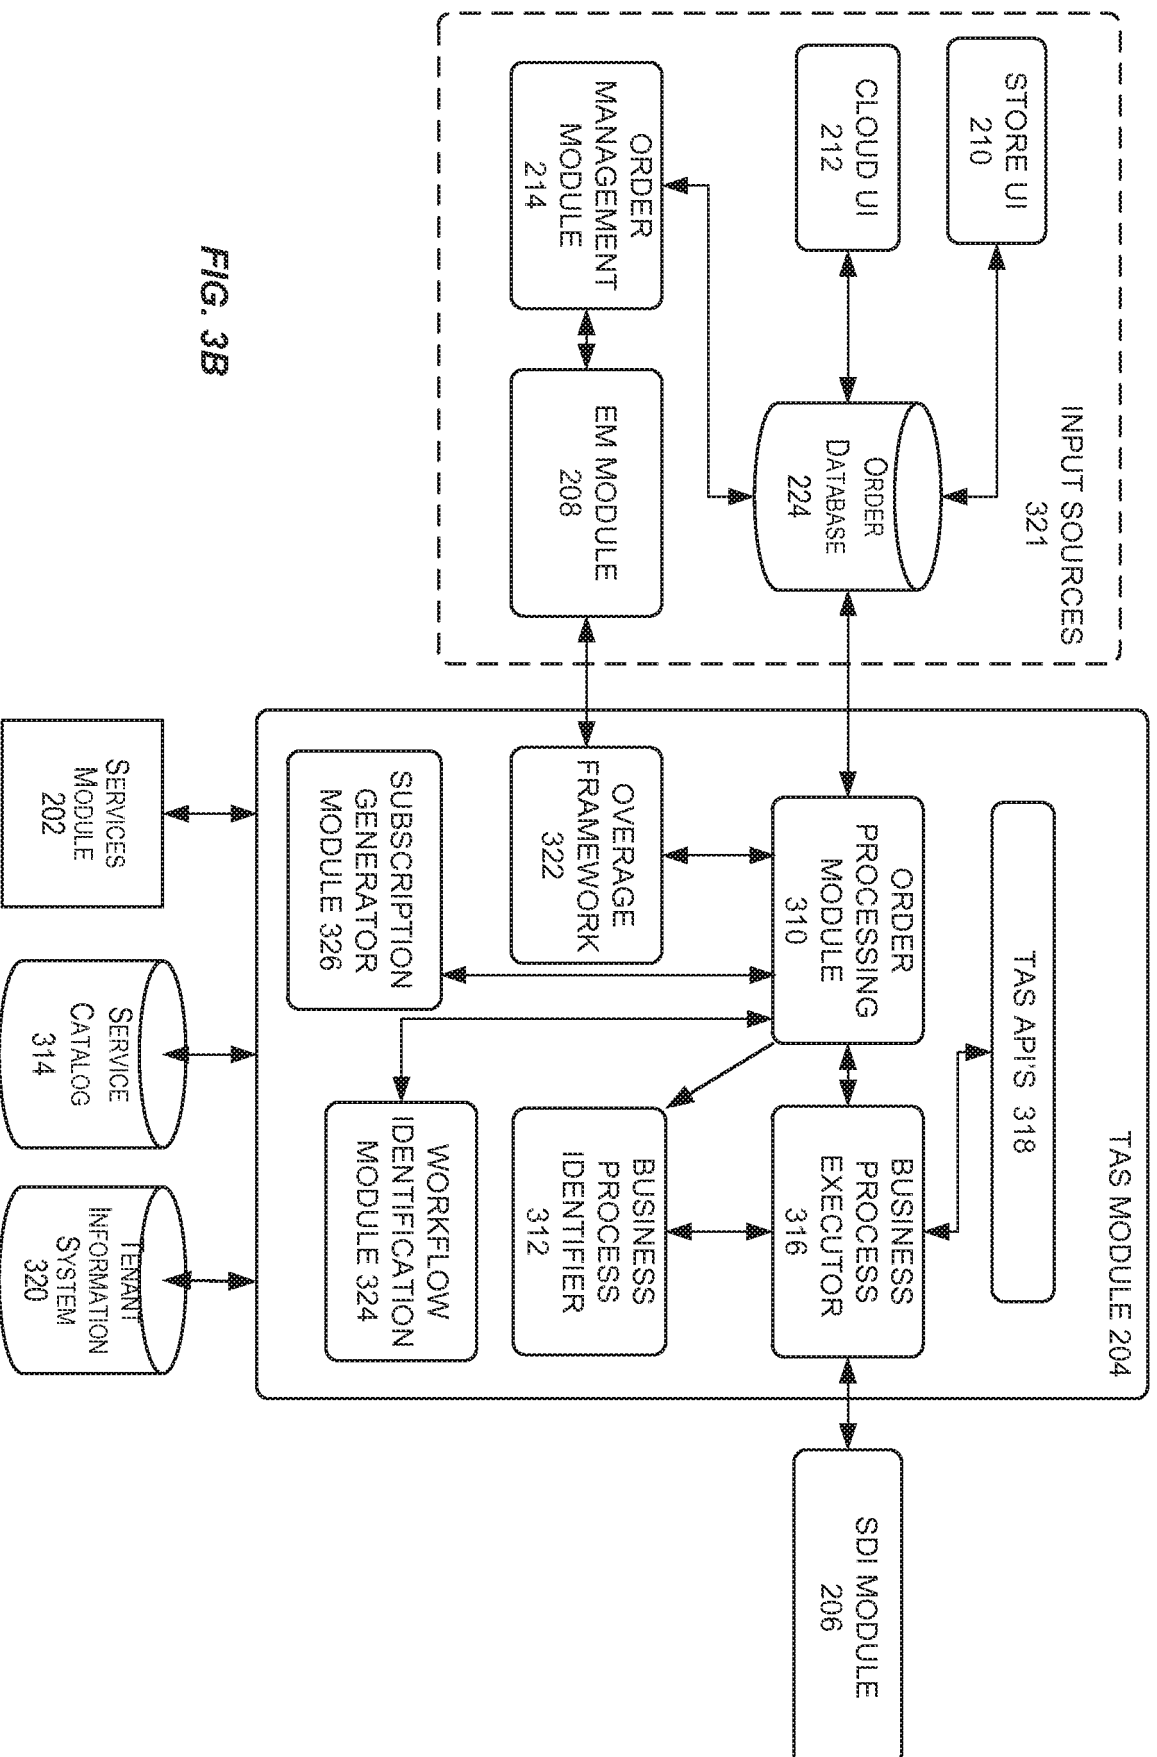 INPUT SOURCES
321
STORE UI
210
CLOUD UI
212
ORDER
DATABASE
224
ORDER
MANAGEMENT
MODULE
214
EM MODULE
208
TAS MODULE 204
TAS API'S 318
ORDER
PROCESSING
MODULE
310
BUSINESS
PROCESS
EXECUTOR
316
OVERAGE
FRAMEWORK
322
BUSINESS
PROCESS
IDENTIFIER
312
SUBSCRIPTION
GENERATOR
MODULE 326
WORKFLOW
IDENTIFICATION
MODULE 324
SDI MODULE
206
SERVICES
MODULE
202
SERVICE
CATALOG
314
TENANT
INFORMATION
SYSTEM
320
FIG. 3B